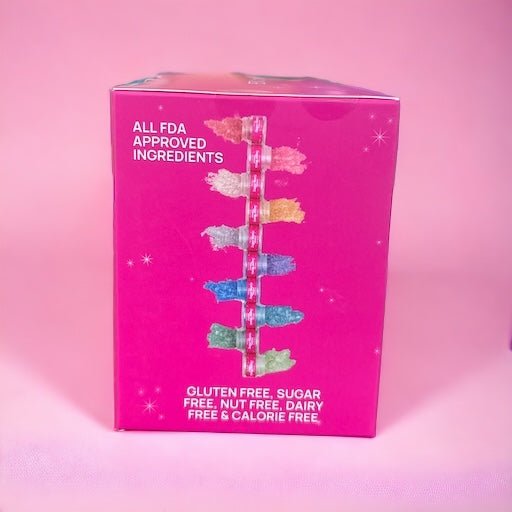 ALL FDA
APPROVED
INGREDIENTS
GLUTEN FREE, SUGAR
FREE, NUT FREE, DAIRY
FREE & CALORIE FREE